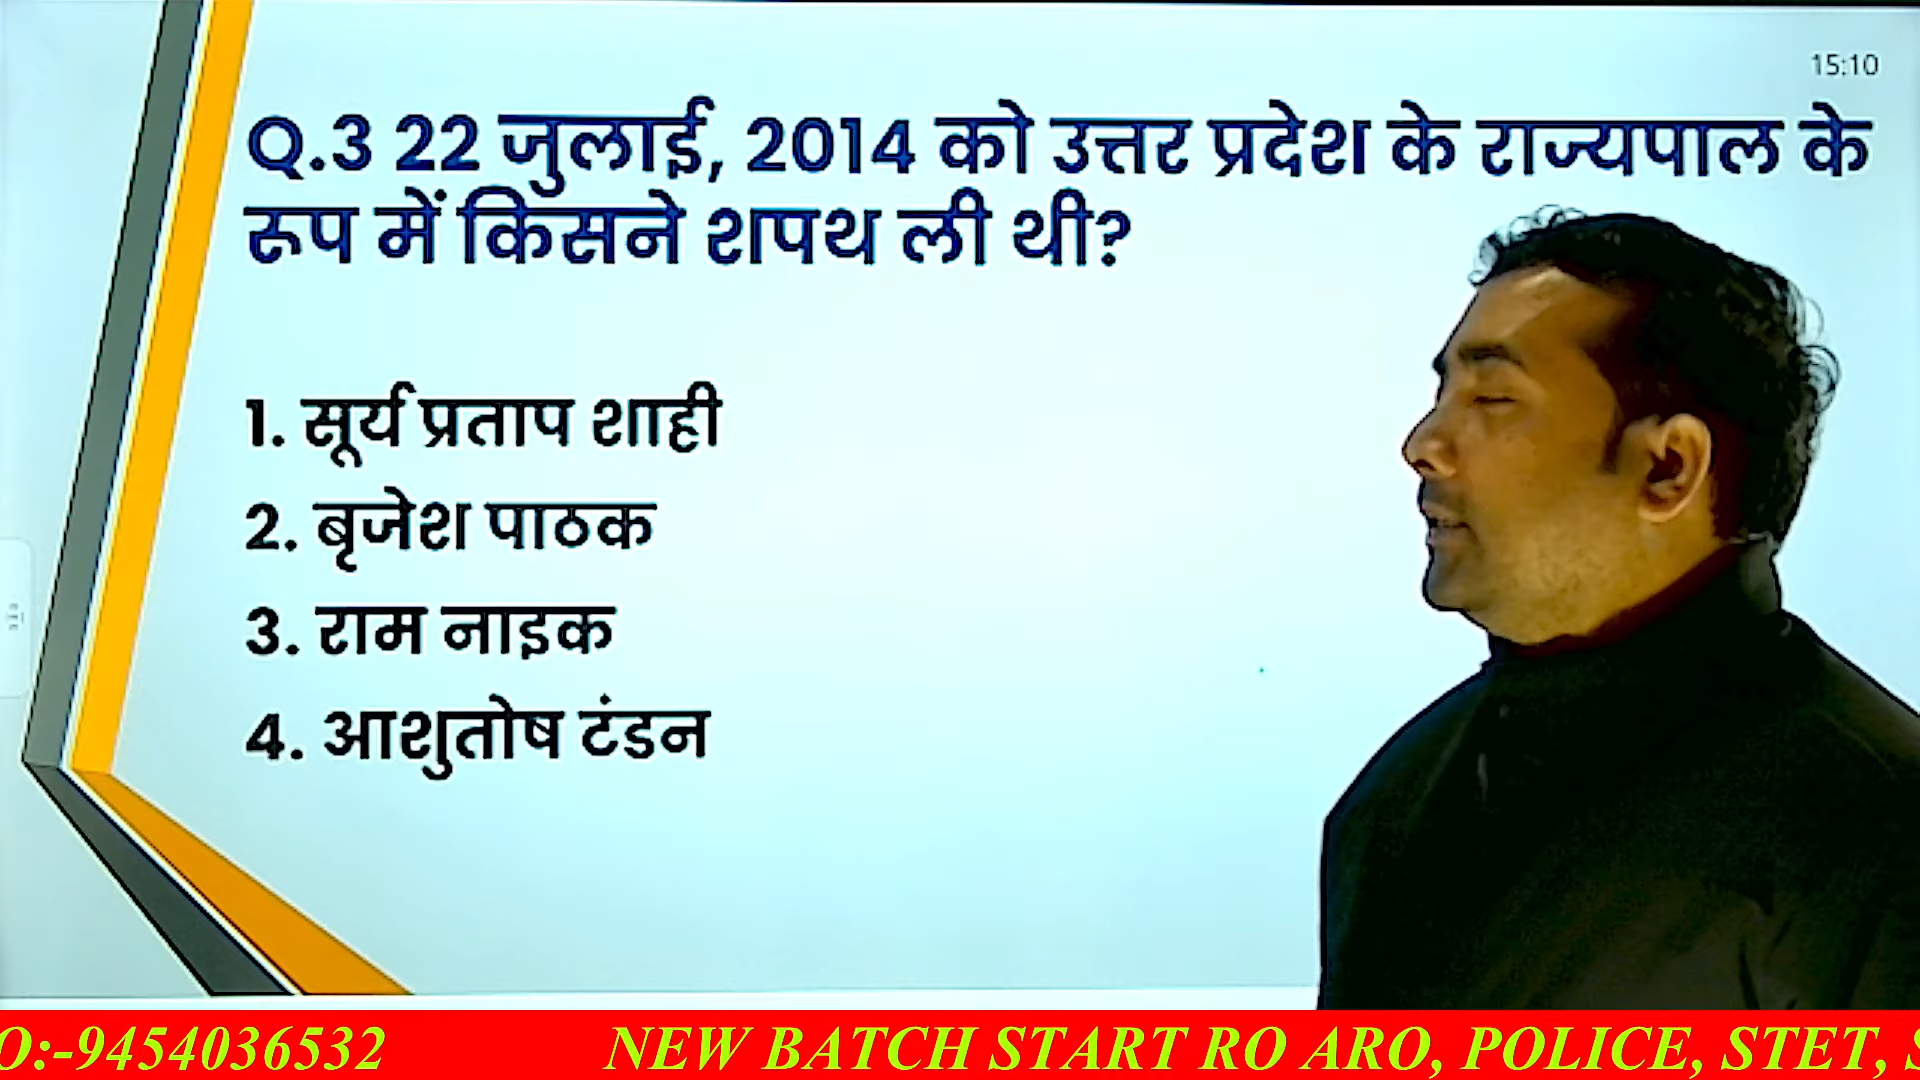 15:10
Q.3 22 जुलाई, 2014 को उत्तर प्रदेश के राज्यपाल के
रूप में किसने शपथ ली थी?
1. सूर्य प्रताप शाही
2. बृजेश पाठक
3. राम नाइक
4. आशुतोष टंडन
O:-9454036532 NEW BATCH START RO ARO, POLICE, STET, S